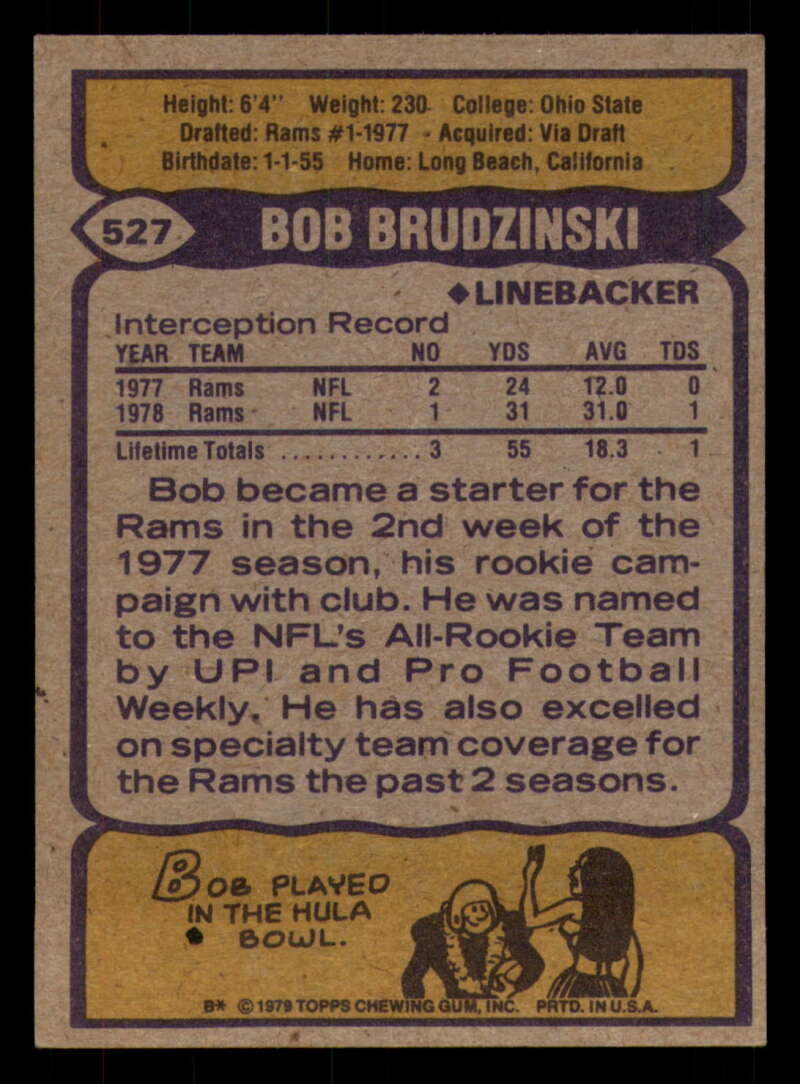 Height: 6'4" Weight: 230 College: Ohio State
Drafted: Rams #1-1977 - Acquired: Via Draft
Birthdate: 1-1-55 Home: Long Beach, California
527 BOB BRUDZINSKI
◆LINEBACKER
Interception Record
YEAR TEAM NO YDS AVG TDS
1977 Rams NFL 2 24 12.0 0
1978 Rams NFL 1 31 31.0 1
Lifetime Totals ............ 3 55 18.3 1
Bob became a starter for the
Rams in the 2nd week of the
1977 season, his rookie cam-
paign with club. He was named
to the NFL's All-Rookie Team
by UPI and Pro Football
Weekly. He has also excelled
on specialty team coverage for
the Rams the past 2 seasons.
BOB PLAYED
IN THE HULA
BOWL.
B* © 1979 TOPPS CHEWING GUM, INC. PRTD. IN U.S.A.